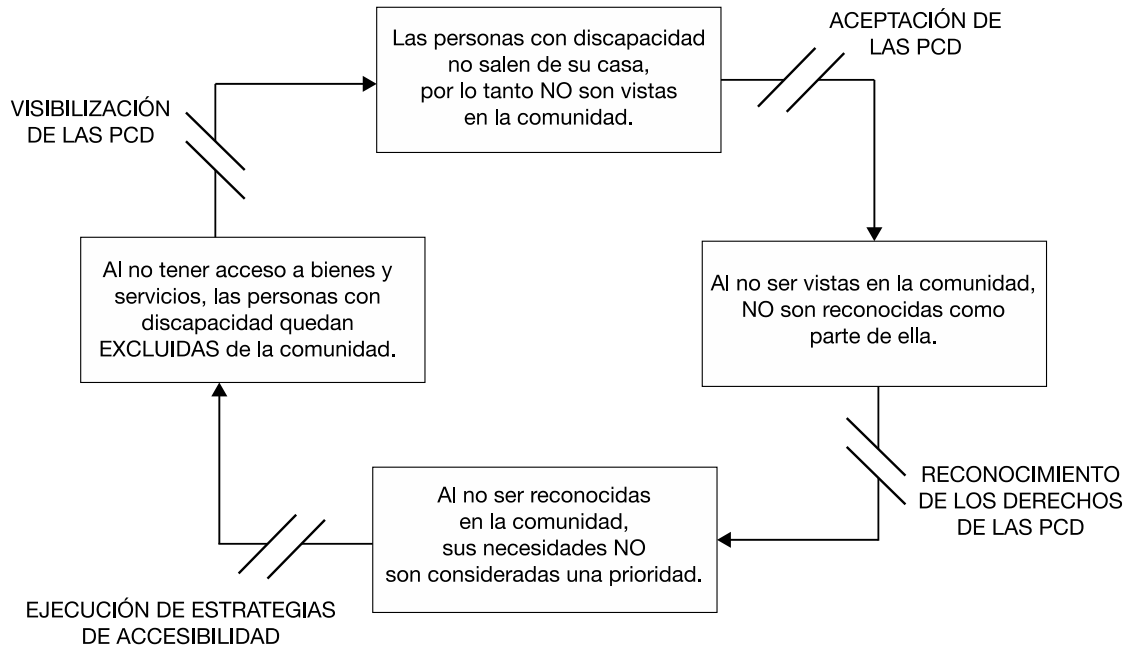 Las personas con discapacidad
no salen de su casa,
por lo tanto NO son vistas
en la comunidad.
ACEPTACIÓN DE
LAS PCD
VISIBILIZACIÓN
DE LAS PCD
Al no tener acceso a bienes y
servicios, las personas con
discapacidad quedan
EXCLUIDAS de la comunidad.
Al no ser vistas en la comunidad,
NO son reconocidas como
parte de ella.
Al no ser reconocidas
en la comunidad,
sus necesidades NO
son consideradas una prioridad.
RECONOCIMIENTO
DE LOS DERECHOS
DE LAS PCD
EJECUCIÓN DE ESTRATEGIAS
DE ACCESIBILIDAD